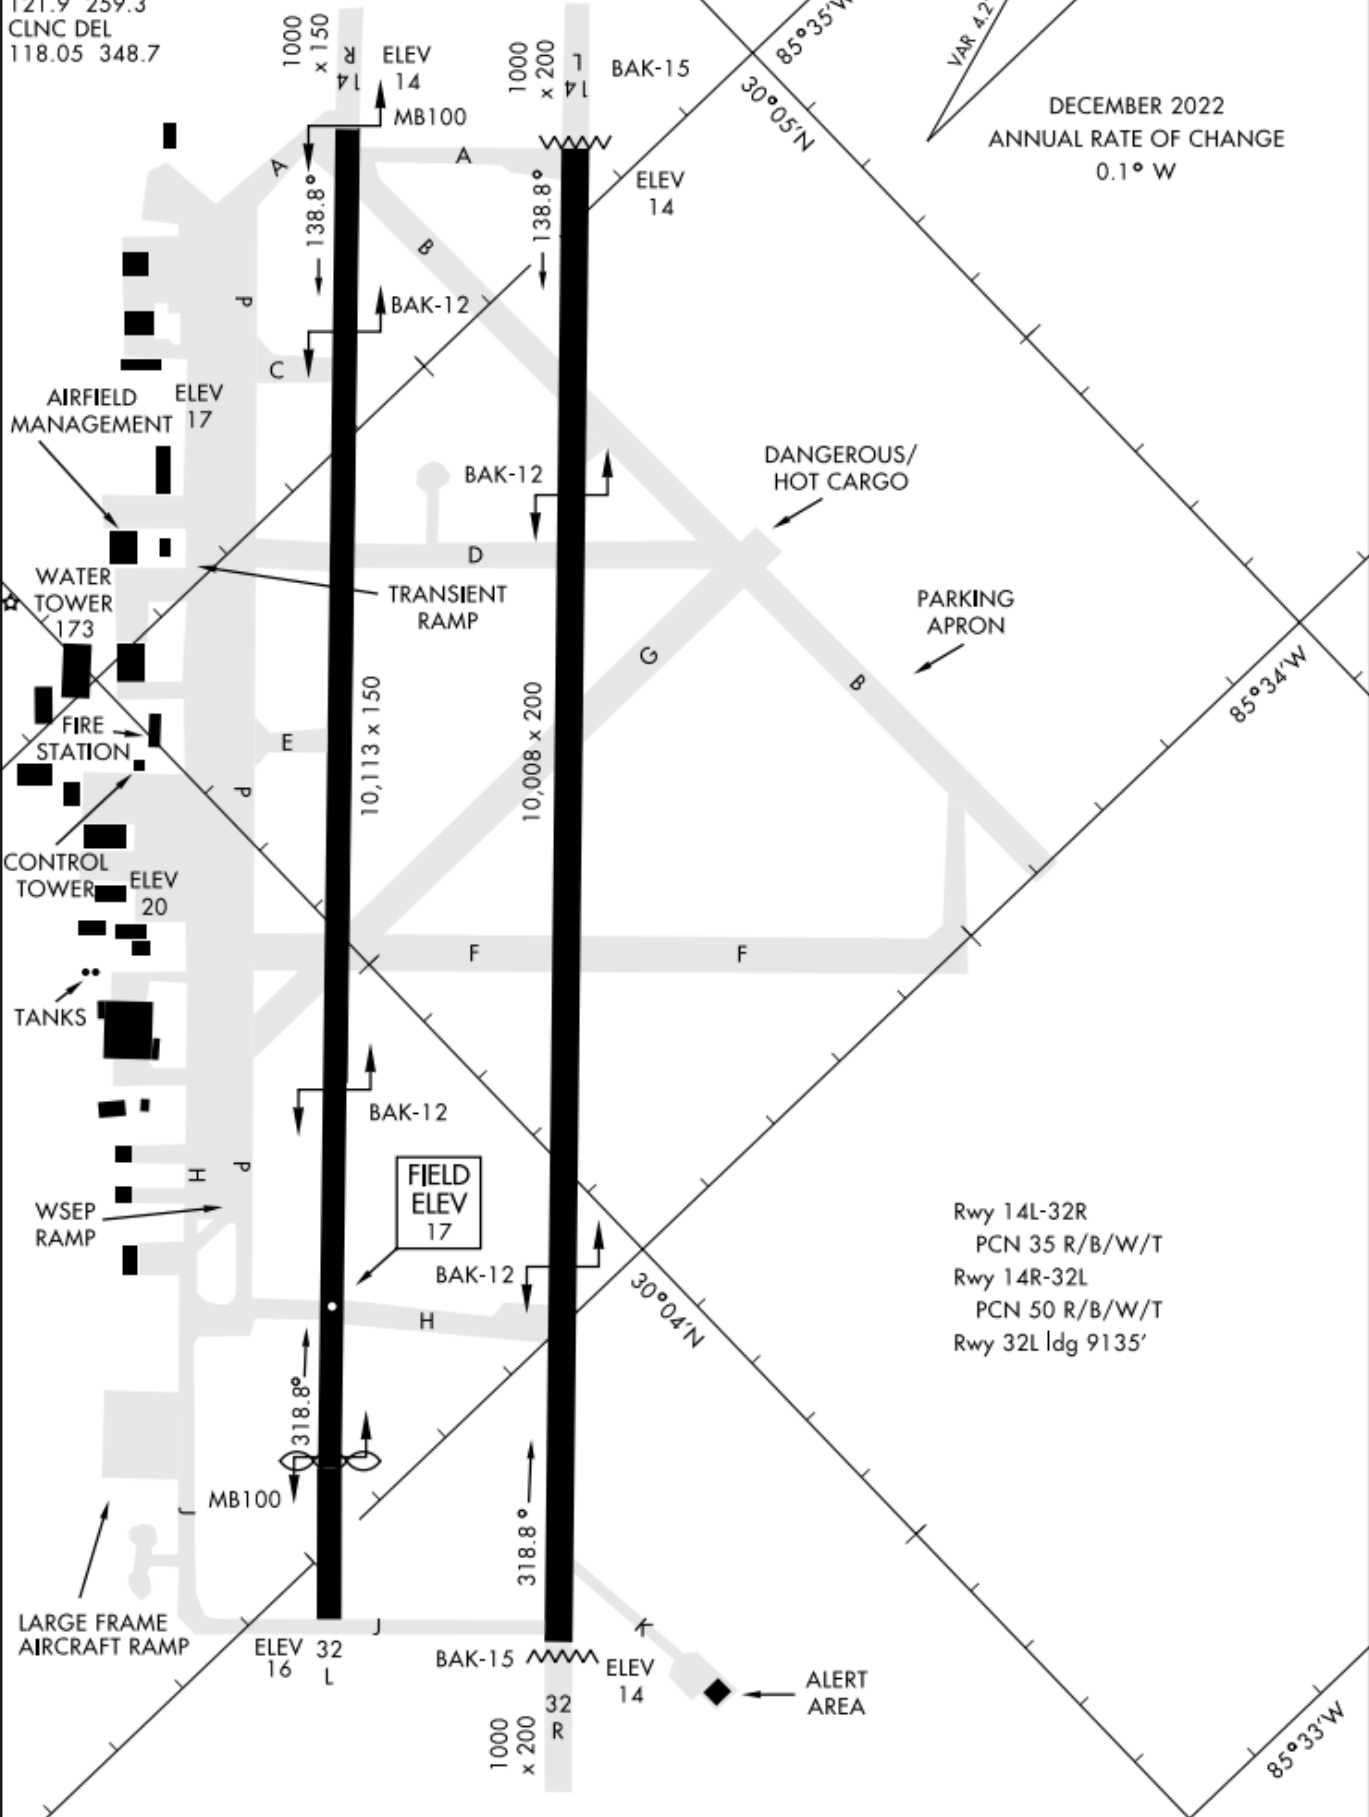 121.9 259.3
CLNC DEL
118.05 348.7
1000
x 150
14
R
ELEV
14
MB100
1000
x 200
14
L
BAK-15
85°35'W
VAR 4.2°
30°05'N
DECEMBER 2022
ANNUAL RATE OF CHANGE
0.1° W
A
A
138.8°
138.8°
ELEV
14
B
P
BAK-12
C
AIRFIELD
MANAGEMENT
ELEV
17
BAK-12
DANGEROUS/
HOT CARGO
D
WATER
TOWER
173
TRANSIENT
RAMP
PARKING
APRON
G
B
85°34'W
FIRE
STATION
E
10,113 x 150
10,008 x 200
P
CONTROL
TOWER
ELEV
20
F
F
TANKS
BAK-12
H
P
FIELD
ELEV
17
WSEP
RAMP
BAK-12
30°04'N
Rwy 14L-32R
PCN 35 R/B/W/T
Rwy 14R-32L
PCN 50 R/B/W/T
Rwy 32L ldg 9135'
H
318.8°
MB100
J
318.8°
LARGE FRAME
AIRCRAFT RAMP
J
K
ELEV
16
32
L
BAK-15
ELEV
14
32
R
1000
x 200
ALERT
AREA
85°33'W